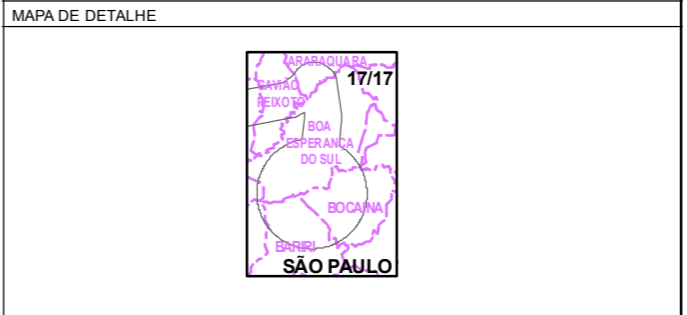 MAPA DE DETALHE
ARARAQUARA
17/17
GAVIÃO
PEIXOTO
BOA
ESPERANÇA
DO SUL
BOCAINA
BARIRI
SÃO PAULO